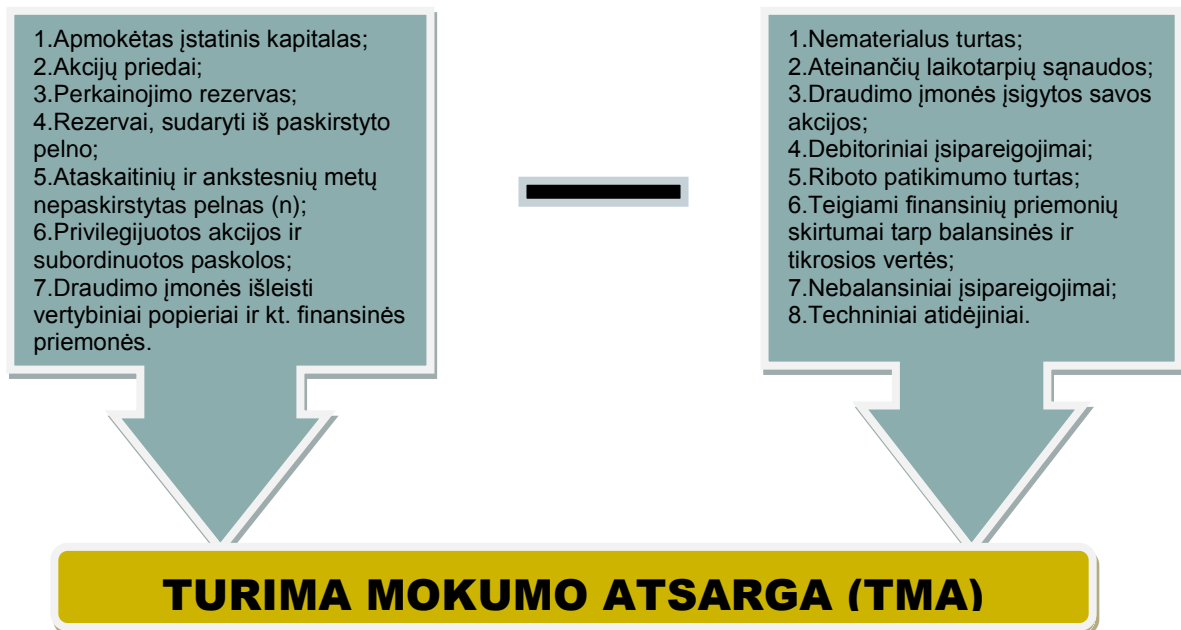 1.Apmokėtas įstatinis kapitalas;
2.Akcijų priedai;
3.Perkainojimo rezervas;
4.Rezervai, sudaryti iš paskirstyto
pelno;
5.Ataskaitinių ir ankstesnių metų
nepaskirstytas pelnas (n);
6.Privilegijuotos akcijos ir
subordinuotos paskolos;
7.Draudimo įmonės išleisti
vertybiniai popieriai ir kt. finansinės
priemonės.
1.Nematerialus turtas;
2.Ateinančių laikotarpių sąnaudos;
3.Draudimo įmonės įsigytos savos
akcijos;
4.Debitoriniai įsipareigojimai;
5.Riboto patikimumo turtas;
6.Teigiami finansinių priemonių
skirtumai tarp balansinės ir
tikrosios vertės;
7.Nebalansiniai įsipareigojimai;
8.Techniniai atidėjiniai.
TURIMA MOKUMO ATSARGA (TMA)